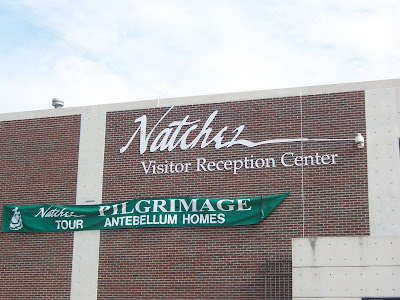 Natchez
Visitor Reception Center
Natchez PILGRIMAGE
TOUR ANTEBELLUM HOMES